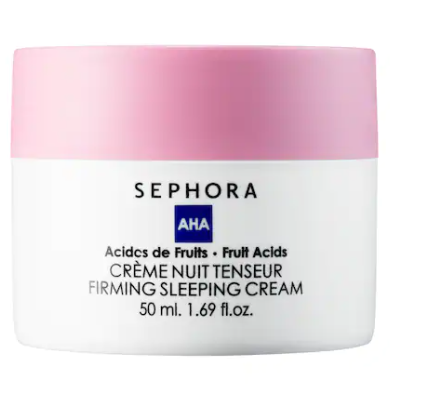 SEPHORA
AHA
Acides de Fruits • Fruit Acids
CRÈME NUIT TENSEUR
FIRMING SLEEPING CREAM
50 ml. 1.69 fl.oz.